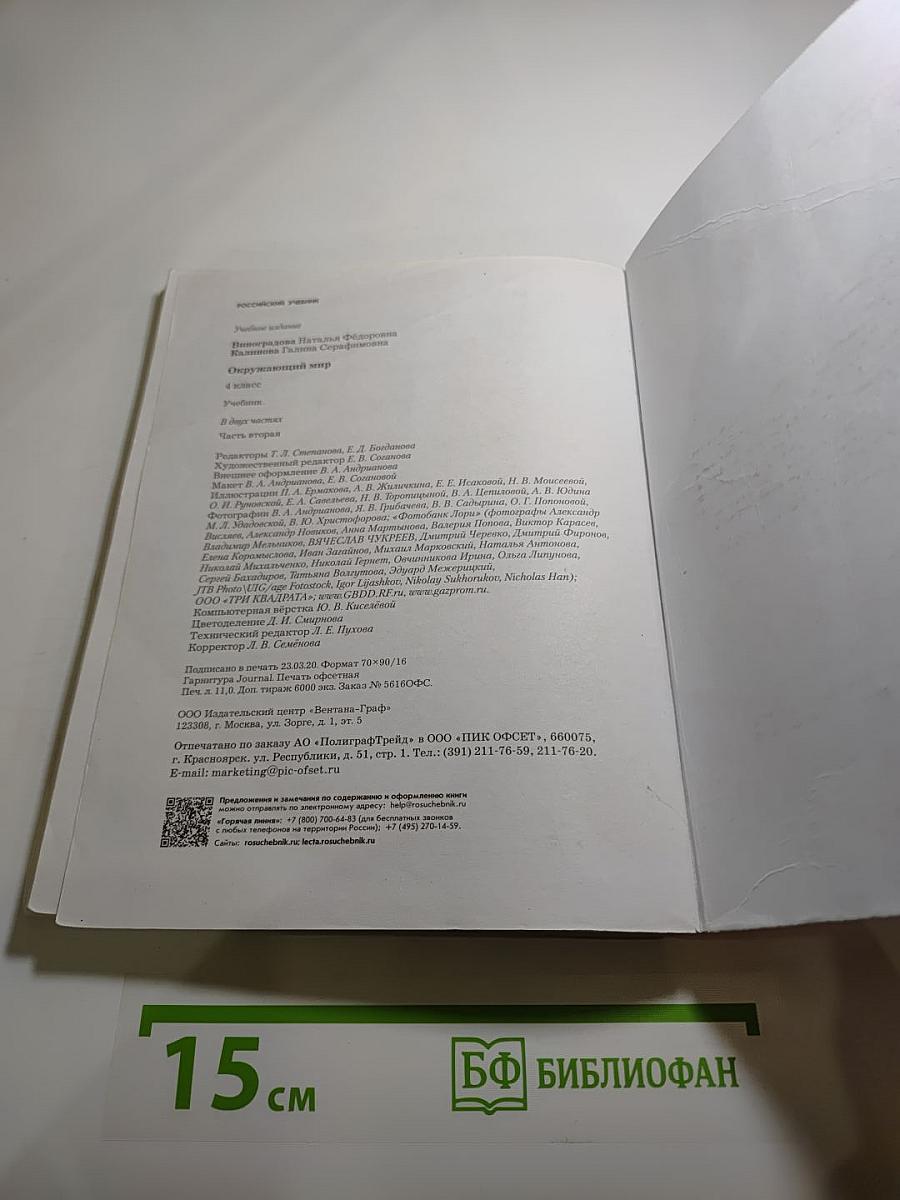 РОССИЙСКИЙ УЧЕБНИК
Учебное издание
Виноградова Наталья Фёдоровна
Калинова Галина Серафимовна
Окружающий мир
4 класс
Учебник
В двух частях
Часть вторая
Редакторы Т. Л. Степанова, Е. Д. Богданова
Художественный редактор Е. В. Соганова
Внешнее оформление В. А. Андрианова
Макет В. А. Андрианова, Е. В. Согановой
Иллюстрации П. А. Ермакова, А. В. Жиличкина, Е. Е. Исаковой, Н. В. Моисеевой,
О. И. Руновской, Е. А. Савельева, Н. В. Торопицыной, В. А. Цепиловой, А. В. Юдина
Фотографии В. А. Андрианова, Я. В. Грибачева, В. В. Садырина, О. Г. Попоновой,
М. Л. Удадовской, В. Ю. Христофорова; «Фотобанк Лори» (фотографы Александр
Висляев, Александр Новиков, Анна Мартынова, Валерия Попова, Виктор Карасев,
Владимир Мельников, ВЯЧЕСЛАВ ЧУКРЕЕВ, Дмитрий Черевко, Дмитрий Фиронов,
Елена Коромыслова, Иван Загайнов, Михаил Марковский, Наталья Антонова,
Николай Михальченко, Николай Гернет, Овчинникова Ирина, Ольга Липунова,
Сергей Бахадиров, Татьяна Волгутова, Эдуард Межерицкий,
JTB Photo\UIG/age Fotostock, Igor Lijashkov, Nikolay Sukhorukov, Nicholas Han);
ООО «ТРИ КВАДРАТА»; www.GBDD.RF.ru, www.gazprom.ru.
Компьютерная вёрстка Ю. В. Киселёвой
Цветоделение Д. И. Смирнова
Технический редактор Л. Е. Пухова
Корректор Л. В. Семёнова
Подписано в печать 23.03.20. Формат 70×90/16
Гарнитура Journal. Печать офсетная
Печ. л. 11,0. Доп. тираж 6000 экз. Заказ № 5616ОФС.
ООО Издательский центр «Вентана-Граф»
123308, г. Москва, ул. Зорге, д. 1, эт. 5
Отпечатано по заказу АО «ПолиграфТрейд» в ООО «ПИК ОФСЕТ», 660075,
г. Красноярск. ул. Республики, д. 51, стр. 1. Тел.: (391) 211-76-59, 211-76-20.
E-mail: marketing@pic-ofset.ru
Предложения и замечания по содержанию и оформлению книги
можно отправлять по электронному адресу: help@rosuchebnik.ru
«Горячая линия»: +7 (800) 700-64-83 (для бесплатных звонков
с любых телефонов на территории России); +7 (495) 270-14-59.
Сайты: rosuchebnik.ru; lecta.rosuchebnik.ru
15 см
БФ БИБЛИОФАН